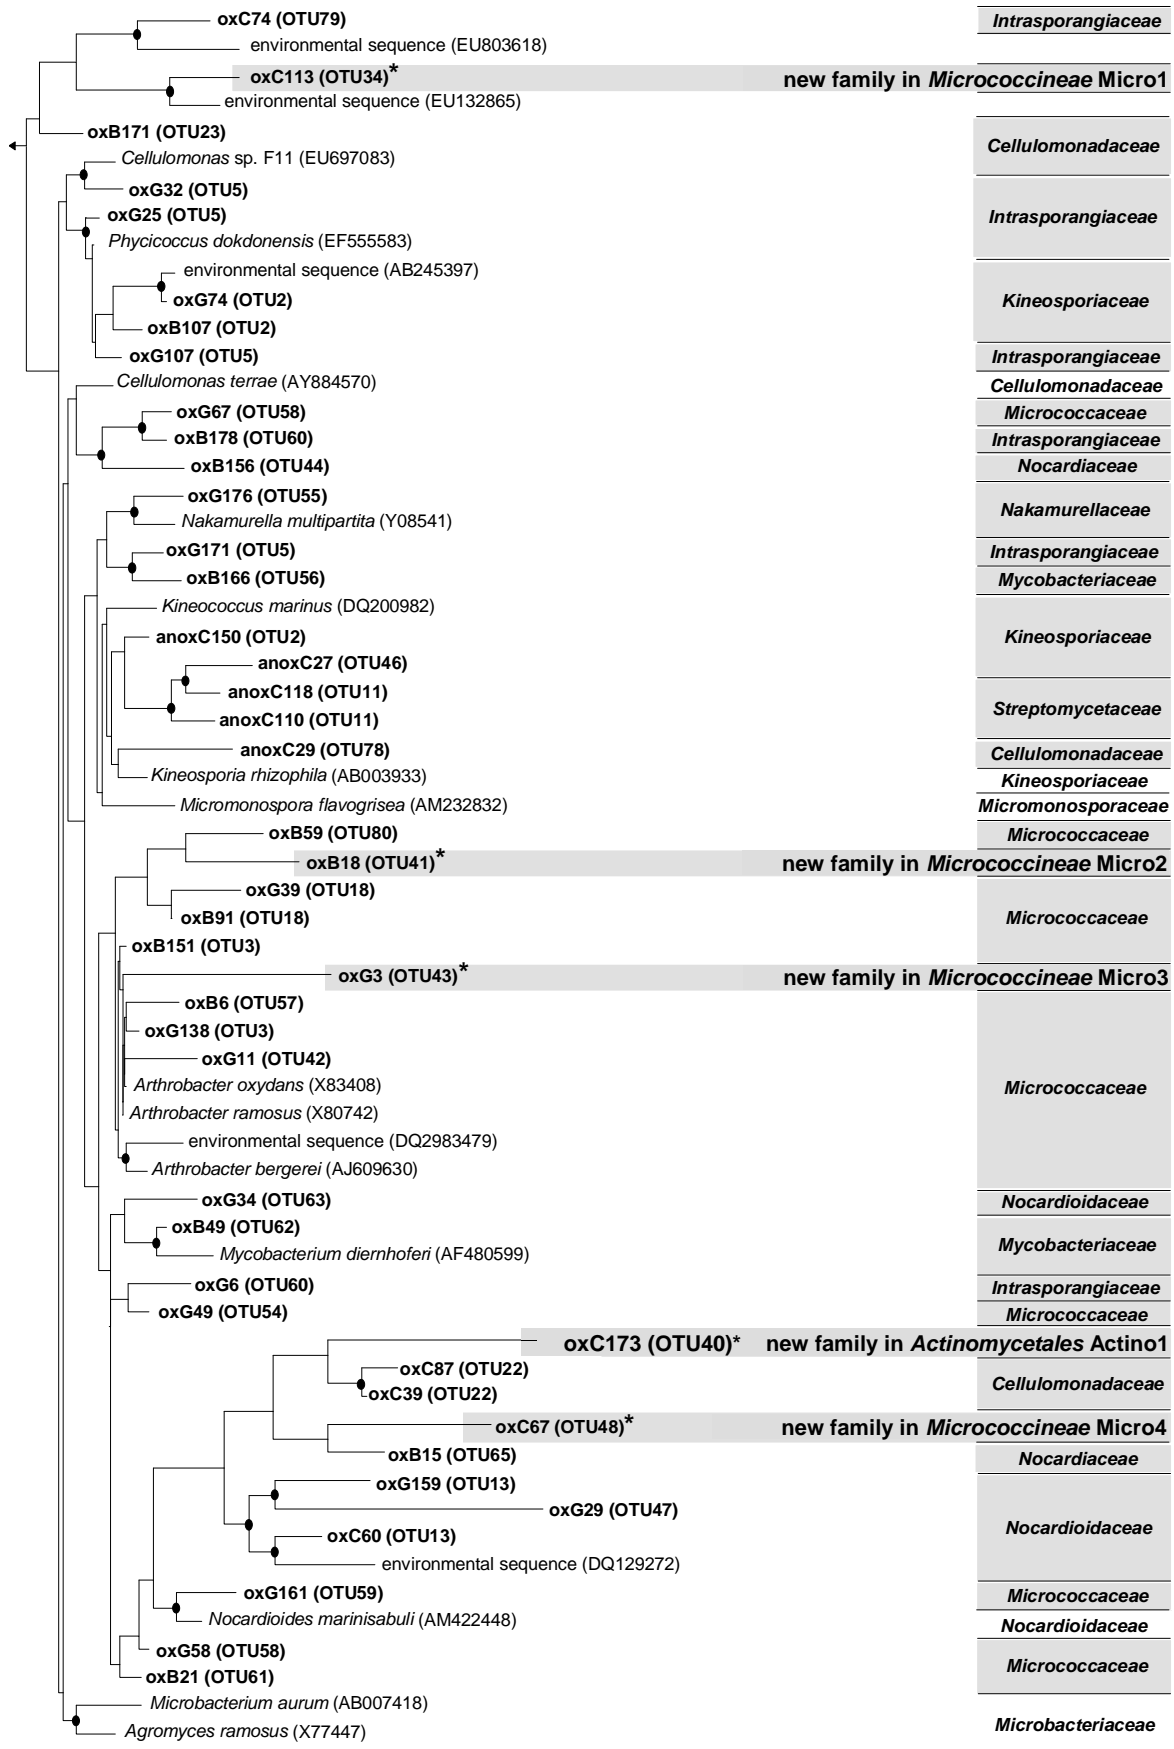 oxC74 (OTU79) Intrasporangiaceae
environmental sequence (EU803618)
oxC113 (OTU34)* new family in Micrococcineae Micro1
environmental sequence (EU132865)
oxB171 (OTU23)
Cellulomonadaceae
Cellulomonas sp. F11 (EU697083)
oxG32 (OTU5)
oxG25 (OTU5) Intrasporangiaceae
Phycicoccus dokdonensis (EF555583)
environmental sequence (AB245397)
oxG74 (OTU2) Kineosporiaceae
oxB107 (OTU2)
oxG107 (OTU5) Intrasporangiaceae
Cellulomonas terrae (AY884570) Cellulomonadaceae
oxG67 (OTU58) Micrococcaceae
oxB178 (OTU60) Intrasporangiaceae
oxB156 (OTU44) Nocardiaceae
oxG176 (OTU55)
Nakamurellaceae
Nakamurella multipartita (Y08541)
oxG171 (OTU5) Intrasporangiaceae
oxB166 (OTU56) Mycobacteriaceae
Kineococcus marinus (DQ200982)
anoxC150 (OTU2) Kineosporiaceae
anoxC27 (OTU46)
anoxC118 (OTU11)
Streptomycetaceae
anoxC110 (OTU11)
anoxC29 (OTU78) Cellulomonadaceae
Kineosporia rhizophila (AB003933) Kineosporiaceae
Micromonospora flavogrisea (AM232832) Micromonosporaceae
oxB59 (OTU80) Micrococcaceae
oxB18 (OTU41)* new family in Micrococcineae Micro2
oxG39 (OTU18)
oxB91 (OTU18) Micrococcaceae
oxB151 (OTU3)
oxG3 (OTU43)* new family in Micrococcineae Micro3
oxB6 (OTU57)
oxG138 (OTU3)
oxG11 (OTU42)
Arthrobacter oxydans (X83408) Micrococcaceae
Arthrobacter ramosus (X80742)
environmental sequence (DQ2983479)
Arthrobacter bergerei (AJ609630)
oxG34 (OTU63) Nocardioidaceae
oxB49 (OTU62)
Mycobacteriaceae
Mycobacterium diernhoferi (AF480599)
oxG6 (OTU60) Intrasporangiaceae
oxG49 (OTU54) Micrococcaceae
oxC173 (OTU40)* new family in Actinomycetales Actino1
oxC87 (OTU22)
Cellulomonadaceae
oxC39 (OTU22)
oxC67 (OTU48)* new family in Micrococcineae Micro4
oxB15 (OTU65) Nocardiaceae
oxG159 (OTU13)
oxG29 (OTU47)
Nocardioidaceae
oxC60 (OTU13)
environmental sequence (DQ129272)
oxG161 (OTU59) Micrococcaceae
Nocardioides marinisabuli (AM422448) Nocardioidaceae
oxG58 (OTU58)
Micrococcaceae
oxB21 (OTU61)
Microbacterium aurum (AB007418)
Microbacteriaceae
Agromyces ramosus (X77447)